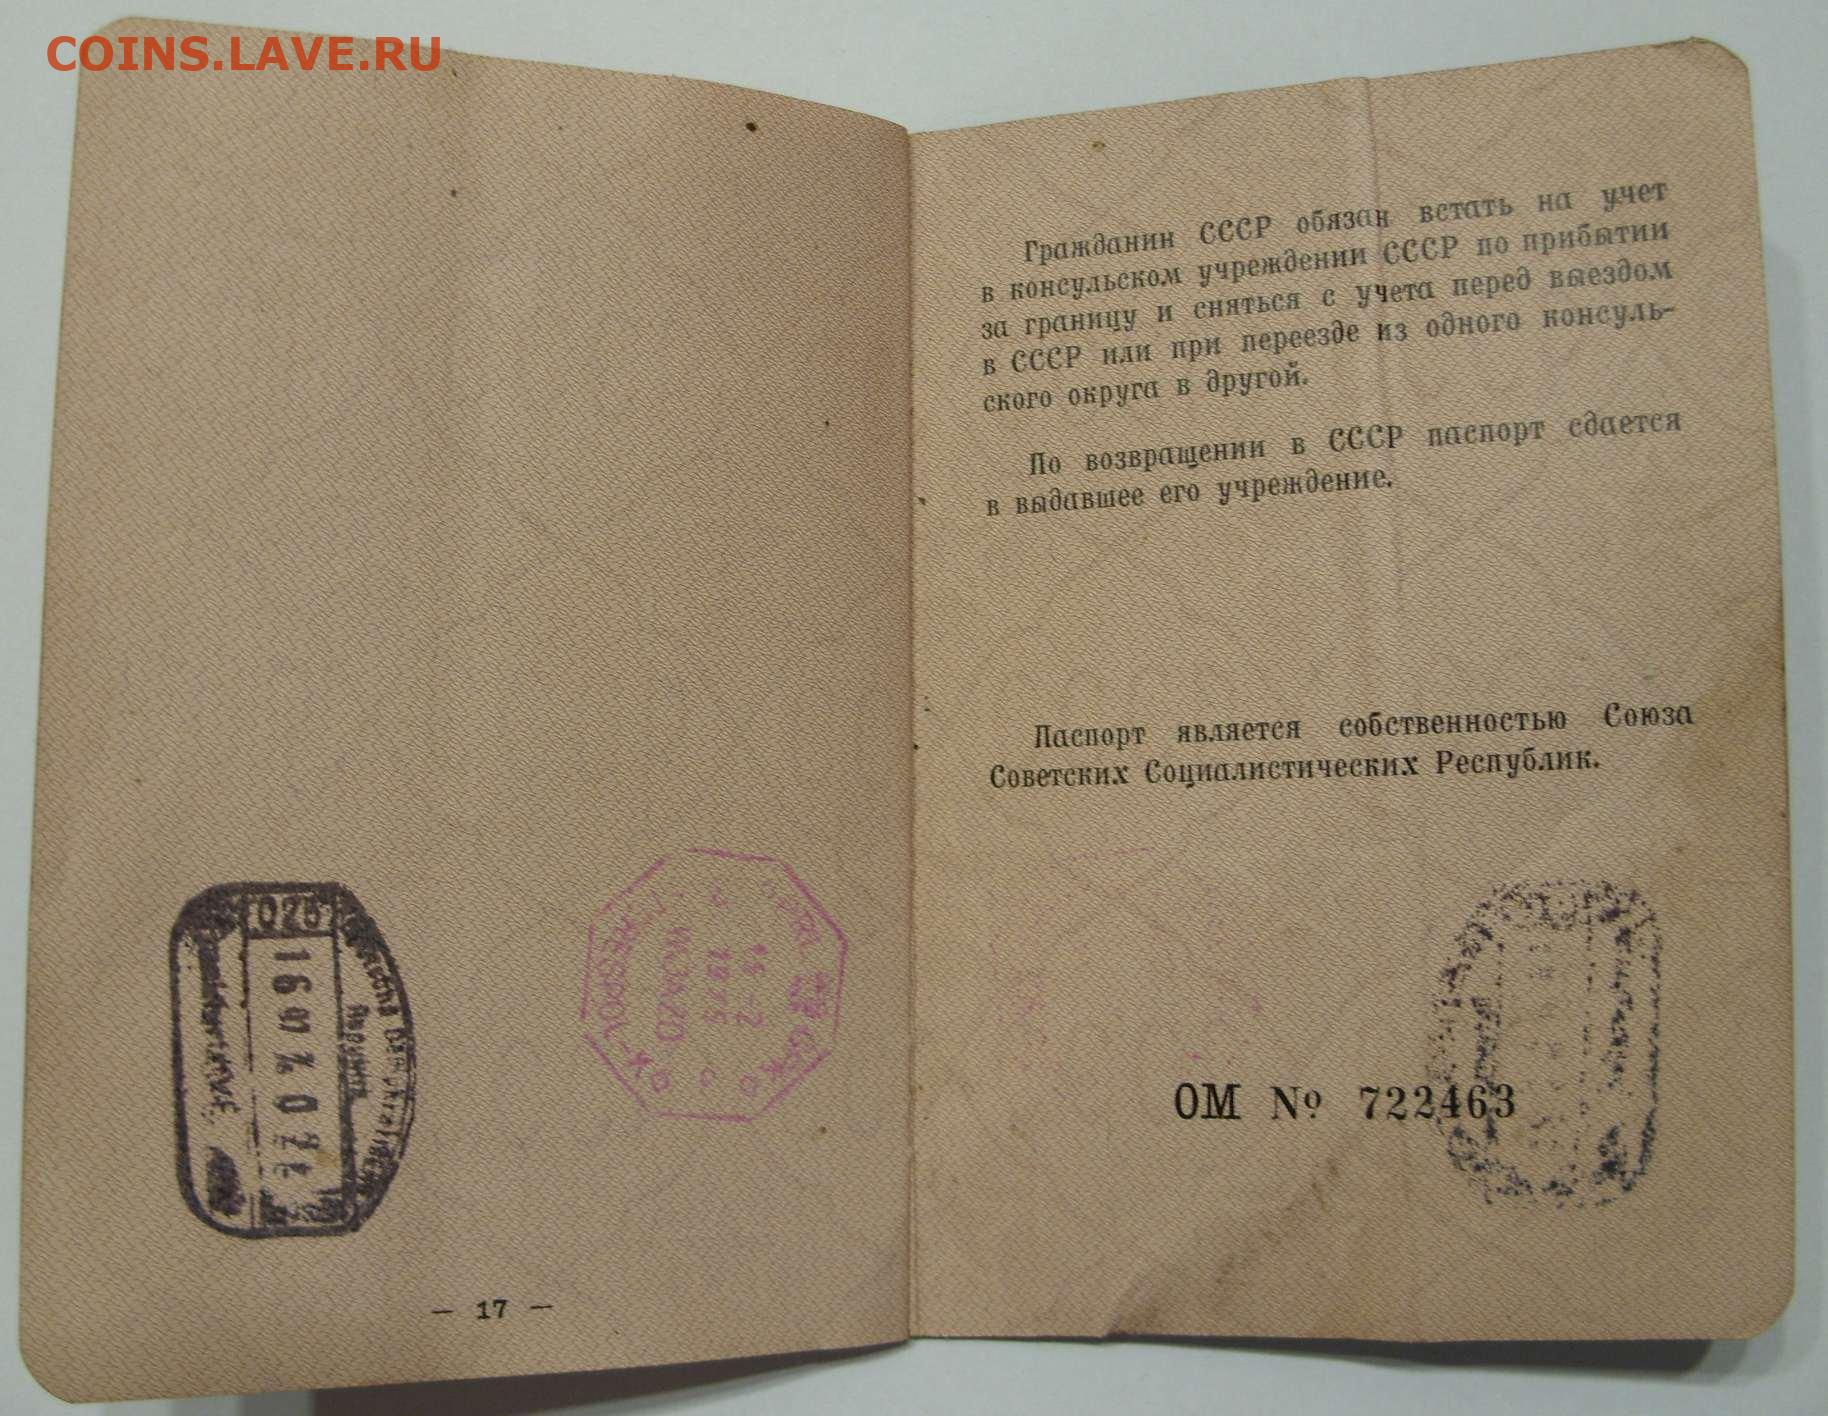 COINS.LAVE.RU
025
– 17 –
Гражданин СССР обязан встать на учет
в консульском учреждении СССР по прибытии
за границу и сняться с учета перед выездом
в СССР или при переезде из одного консуль-
ского округа в другой.
По возвращении в СССР паспорт сдается
в выдавшее его учреждение.
Паспорт является собственностью Союза
Советских Социалистических Республик.
ОМ № 722463